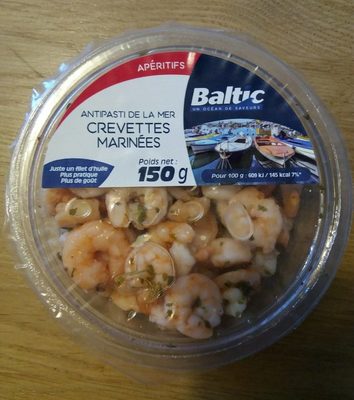 APÉRITIFS
Baltic
UN OCÉAN DE SAVEURS
ANTIPASTI DE LA MER
CREVETTES
MARINÉES
Poids net :
150 g
Juste un filet d'huile
Plus pratique
Plus de goût
Pour 100 g : 609 kJ / 145 kcal 7%*